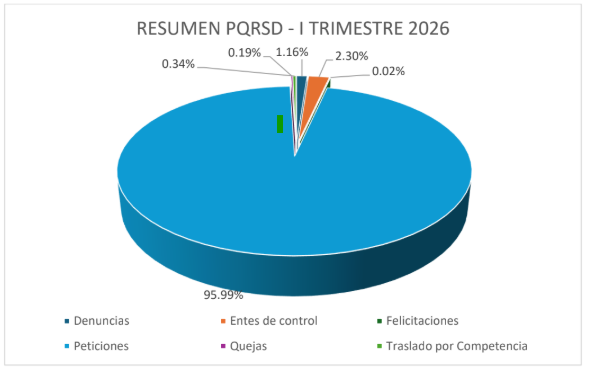 RESUMEN PQRSD - I TRIMESTRE 2026
0.34%
0.19%
1.16%
2.30%
0.02%
95.99%
Denuncias
Entes de control
Felicitaciones
Peticiones
Quejas
Traslado por Competencia